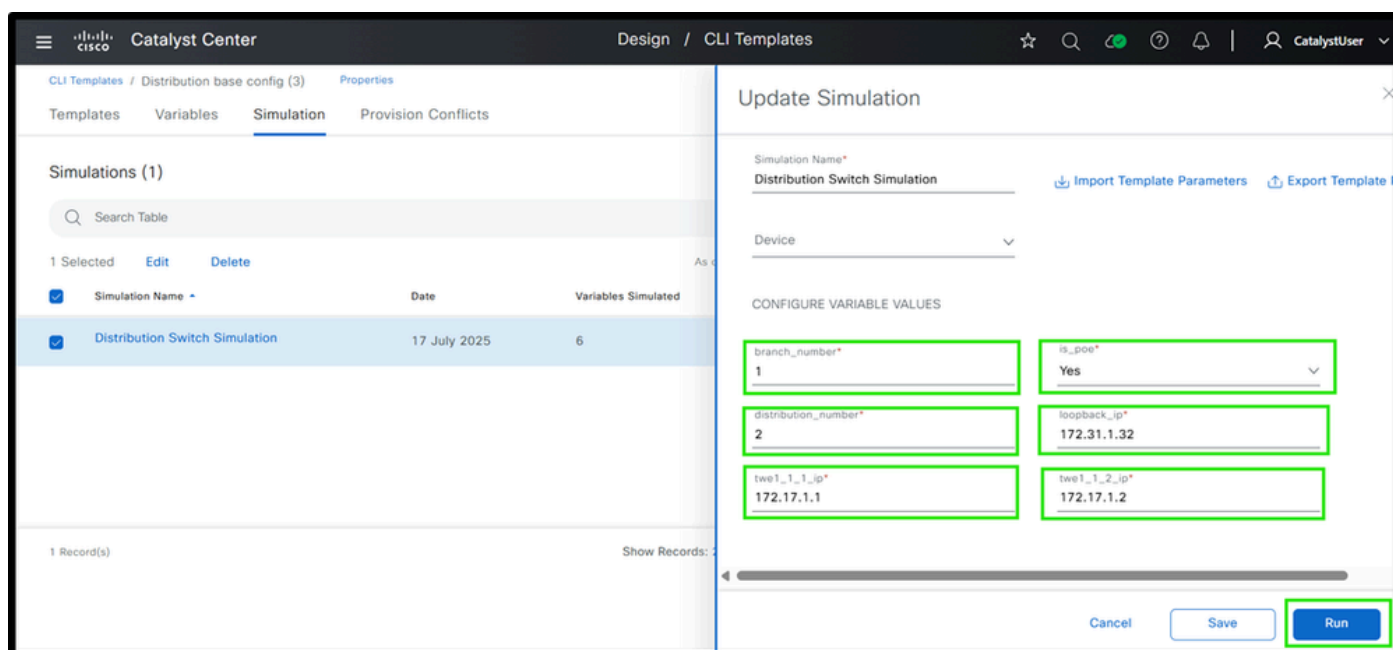 cisco Catalyst Center Design / CLI Templates CatalystUser
CLI Templates / Distribution base config (3) Properties
Templates Variables Simulation Provision Conflicts
Simulations (1)
Search Table
1 Selected Edit Delete As
Simulation Name Date Variables Simulated
Distribution Switch Simulation 17 July 2025 6
1 Record(s) Show Records:
Update Simulation
Simulation Name*
Distribution Switch Simulation Import Template Parameters Export Template
Device
CONFIGURE VARIABLE VALUES
branch_number* is_poe*
1 Yes
distribution_number* loopback_ip*
2 172.31.1.32
twe1_1_1_ip* twe1_1_2_ip*
172.17.1.1 172.17.1.2
Cancel Save Run